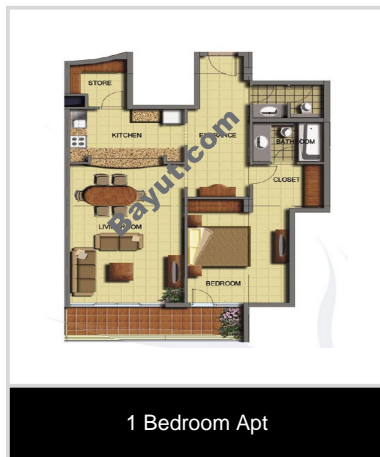 STORE
KITCHEN
ENTRANCE
BATHROOM
CLOSET
LIVING ROOM
BEDROOM
Bayut.com
1 Bedroom Apt